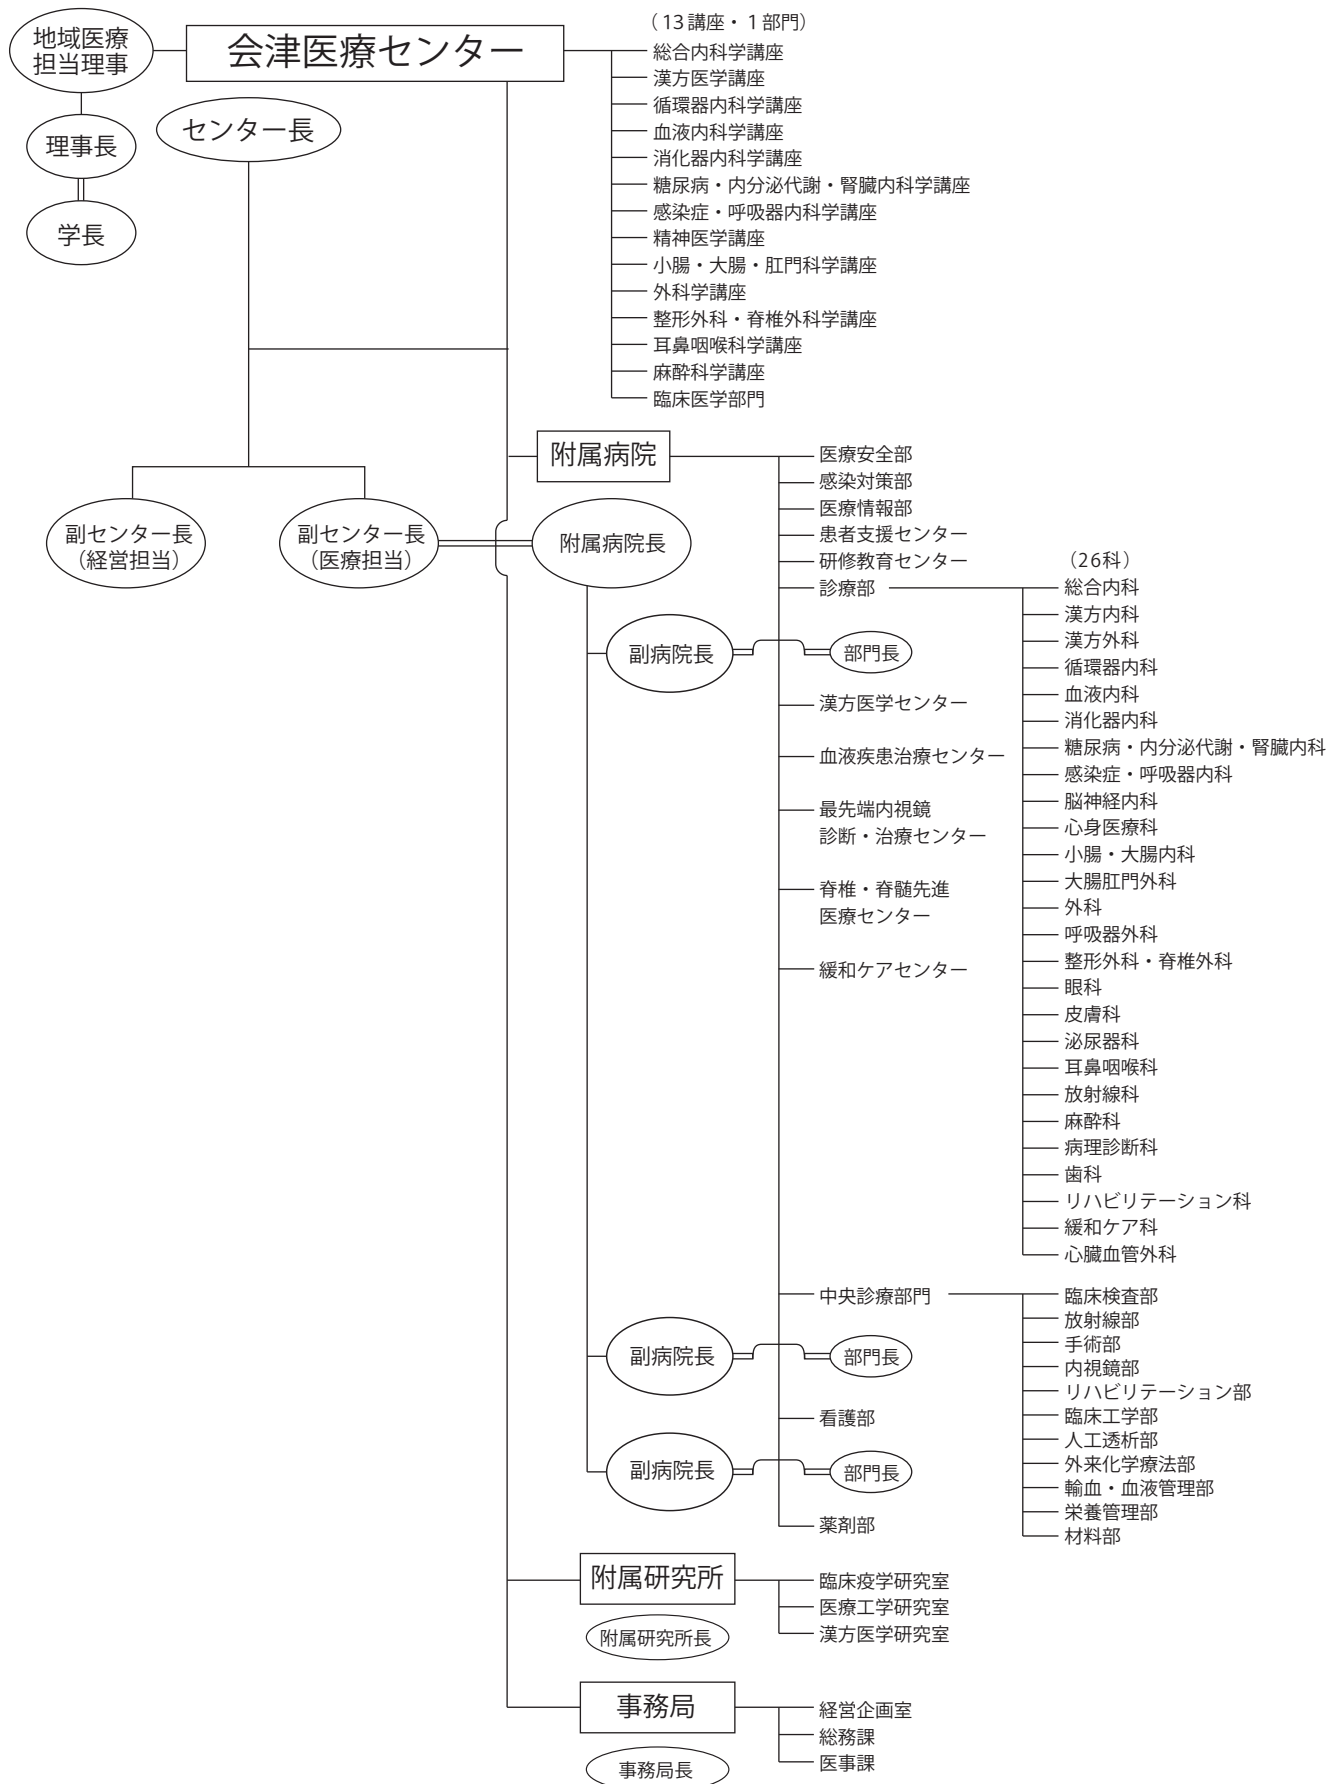 地域医療
担当理事
会津医療センター
理事長
学長
センター長
（13講座・1部門）
総合内科学講座
漢方医学講座
循環器内科学講座
血液内科学講座
消化器内科学講座
糖尿病・内分泌代謝・腎臓内科学講座
感染症・呼吸器内科学講座
精神医学講座
小腸・大腸・肛門科学講座
外科学講座
整形外科・脊椎外科学講座
耳鼻咽喉科学講座
麻酔科学講座
臨床医学部門
副センター長
（経営担当）
副センター長
（医療担当）
附属病院
附属病院長
医療安全部
感染対策部
医療情報部
患者支援センター
研修教育センター
診療部
副病院長
部門長
漢方医学センター
血液疾患治療センター
最先端内視鏡
診断・治療センター
脊椎・脊髄先進
医療センター
緩和ケアセンター
（26科）
総合内科
漢方内科
漢方外科
循環器内科
血液内科
消化器内科
糖尿病・内分泌代謝・腎臓内科
感染症・呼吸器内科
脳神経内科
心身医療科
小腸・大腸内科
大腸肛門外科
外科
呼吸器外科
整形外科・脊椎外科
眼科
皮膚科
泌尿器科
耳鼻咽喉科
放射線科
麻酔科
病理診断科
歯科
リハビリテーション科
緩和ケア科
心臓血管外科
中央診療部門
副病院長
部門長
看護部
副病院長
部門長
薬剤部
臨床検査部
放射線部
手術部
内視鏡部
リハビリテーション部
臨床工学部
人工透析部
外来化学療法部
輸血・血液管理部
栄養管理部
材料部
附属研究所
附属研究所長
臨床疫学研究室
医療工学研究室
漢方医学研究室
事務局
事務局長
経営企画室
総務課
医事課